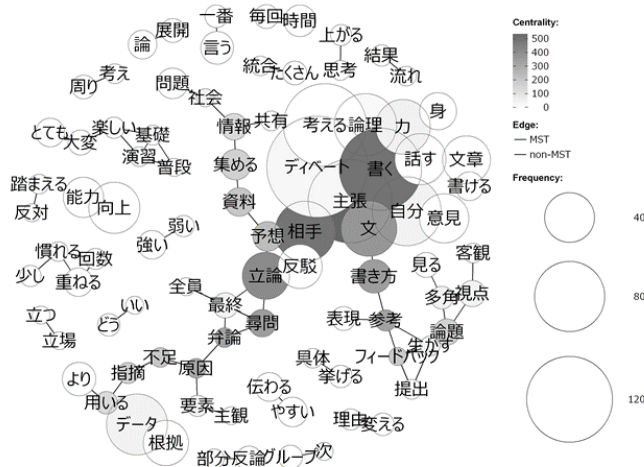 一番
毎回 時間
展開
論
言う
上がる
統合 たくさん
思考
結果
流れ
考え
周り
問題
社会
情報
共有
考える
論理
力
身
とても
大変
楽しい
基礎
演習
普段
集める
ディベート
書く
話す
文章
書ける
踏まえる
反対
能力
向上
資料
主張
自分
意見
弱い
強い
予想
相手
文
慣れる
少し
回数
重ねる
立論
反駁
書き方
見る
客観
多角
視点
全員
最終
いい
どう
立つ
立場
弁論
尋問
表現
参考
生かす
論題
フィードバック
提出
不足
指摘
原因
具体
挙げる
より
用いる
要素
主観
伝わる
やすい
データ
根拠
理由
変える
部分
反論
グループ
次
Centrality:
500
400
300
200
100
0
Edge:
MST
non-MST
Frequency:
40
80
120